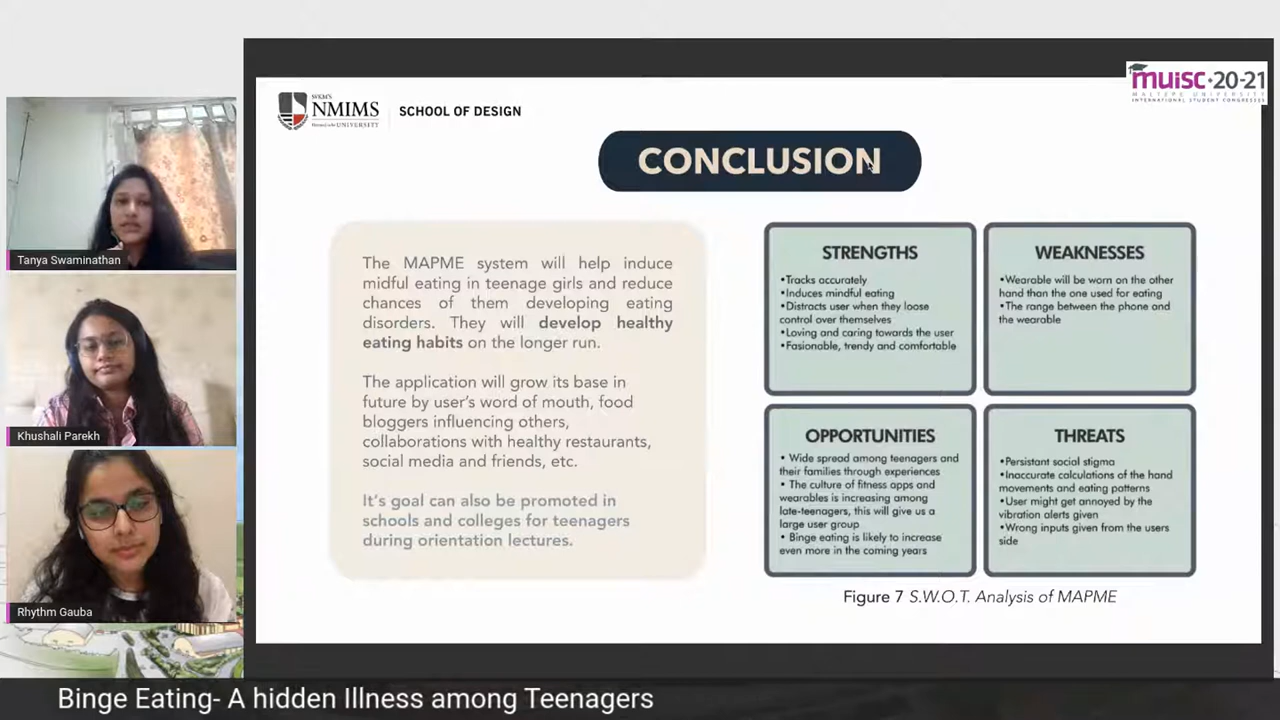 muisc·20-21
MALTEPE UNIVERSITY
INTERNATIONAL STUDENT CONGRESSES
SVKM'S
NMIMS
UNIVERSITY
SCHOOL OF DESIGN
CONCLUSION
Tanya Swaminathan
Khushali Parekh
Rhythm Gauba
The MAPME system will help induce
midful eating in teenage girls and reduce
chances of them developing eating
disorders. They will develop healthy
eating habits on the longer run.
The application will grow its base in
future by user's word of mouth, food
bloggers influencing others,
collaborations with healthy restaurants,
social media and friends, etc.
It's goal can also be promoted in
schools and colleges for teenagers
during orientation lectures.
STRENGTHS
•Tracks accurately
•Induces mindful eating
•Distracts user when they loose
control over themselves
•Loving and caring towards the user
•Fasionable, trendy and comfortable
WEAKNESSES
•Wearable will be worn on the other
hand than the one used for eating
•The range between the phone and
the wearable
OPPORTUNITIES
• Wide spread among teenagers and
their families through experiences
• The culture of fitness apps and
wearables is increasing among
late-teenagers, this will give us a
large user group
• Binge eating is likely to increase
even more in the coming years
THREATS
•Persistant social stigma
•Inaccurate calculations of the hand
movements and eating patterns
•User might get annoyed by the
vibration alerts given
•Wrong inputs given from the users
side
Figure 7 S.W.O.T. Analysis of MAPME
Binge Eating- A hidden Illness among Teenagers